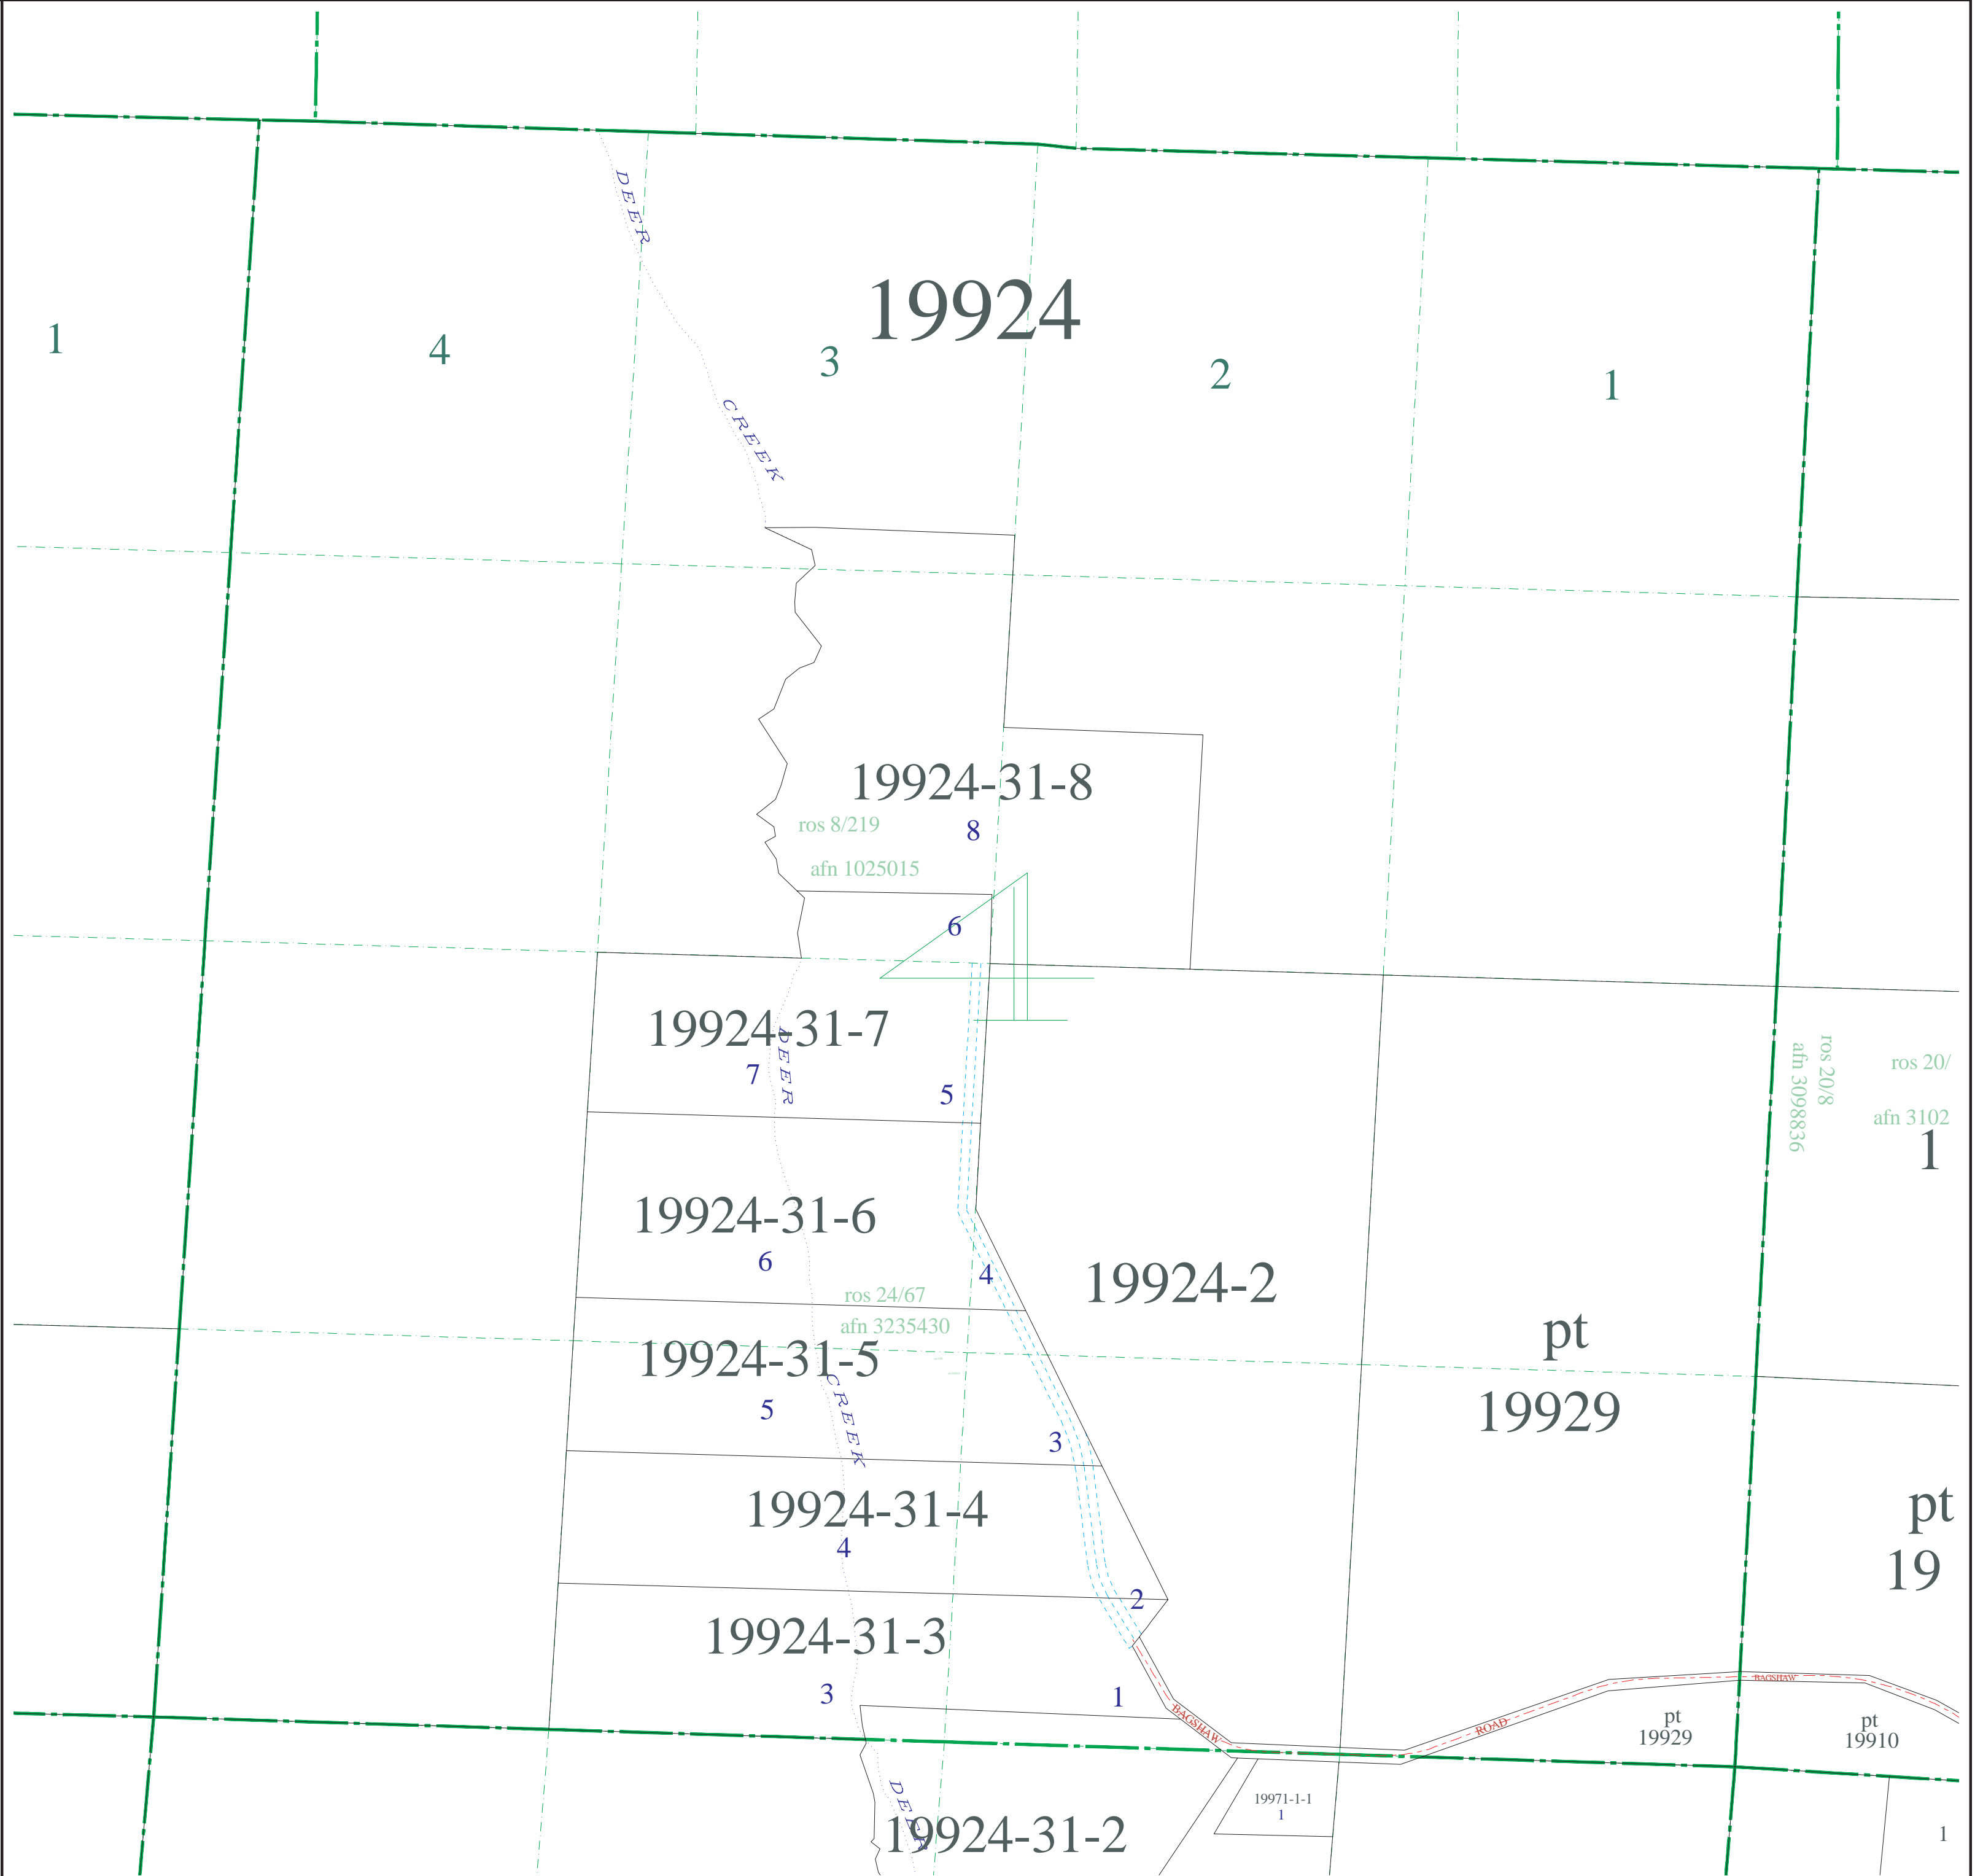 DEER
19924
1
4
3
2
1
CREEK
19924-31-8
ros 8/219
8
afn 1025015
6
19924-31-7
DEER
7
5
ros 20/8
afn 3098836
ros 20/
afn 3102
1
19924-31-6
6
4
19924-2
ros 24/67
afn 3235430
pt
19924-31-5
CREEK
5
19929
3
19924-31-4
4
pt
19
2
19924-31-3
3
1
BAGSHAW
BAGSHAW
ROAD
pt
19929
pt
19910
DEER
19924-31-2
19971-1-1
1
1